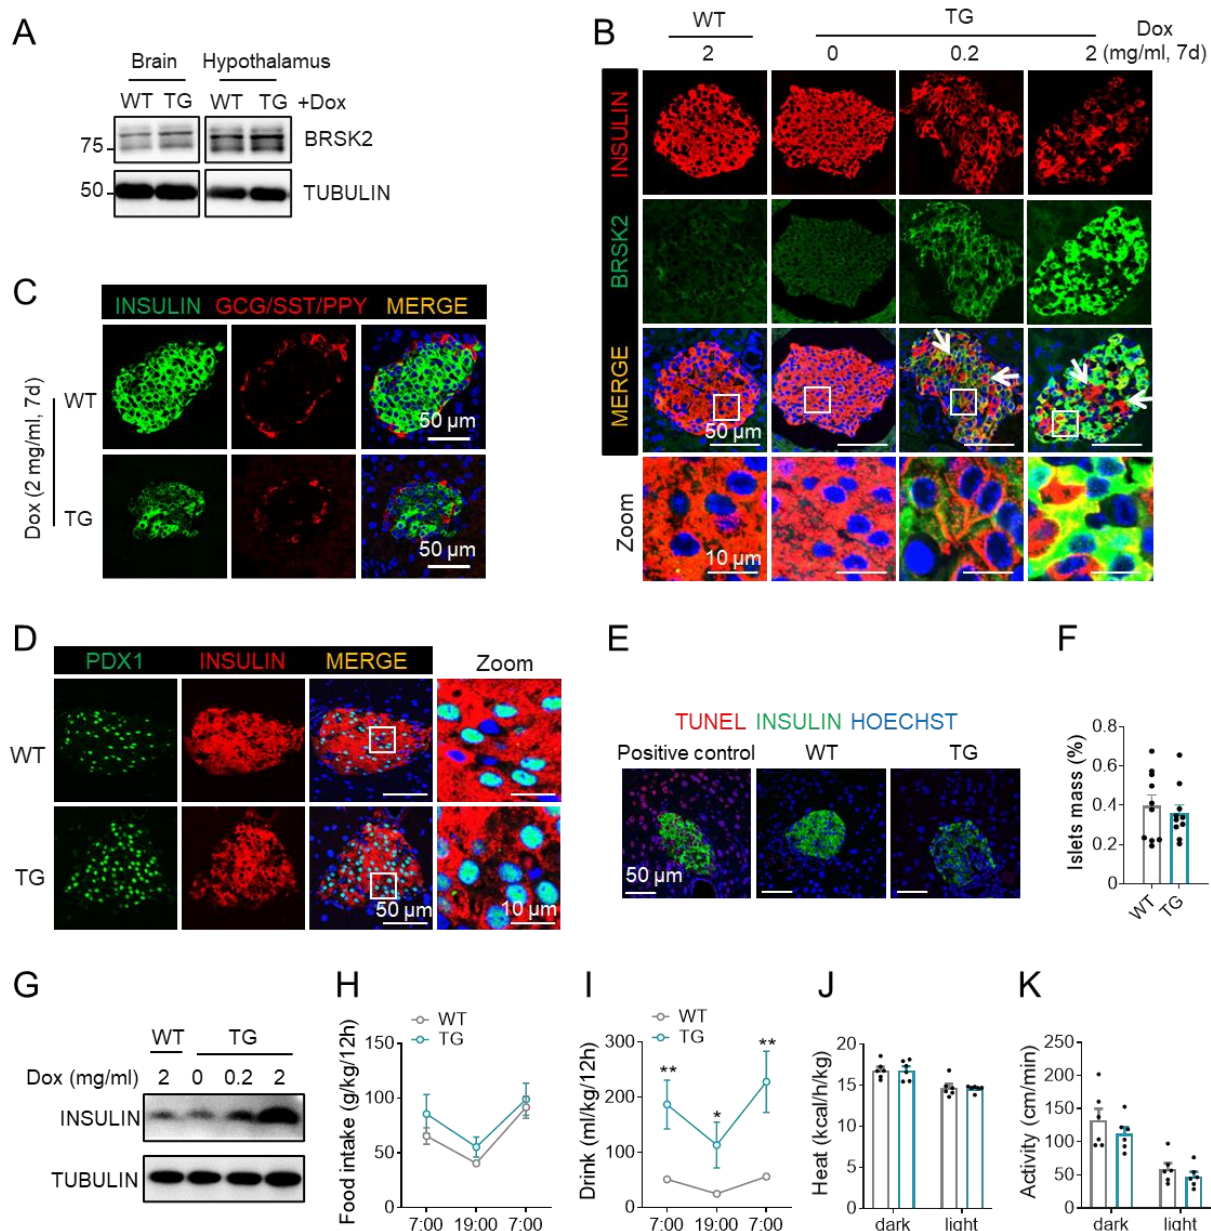 A
Brain Hypothalamus
WT TG WT TG +Dox
75 BRSK2
50 TUBULIN
B
WT TG Dox
2 0 0.2 2 (mg/ml, 7d)
INSULIN
BRSK2
MERGE
50 µm
Zoom
10 µm
C
INSULIN GCG/SST/PPY MERGE
Dox (2 mg/ml, 7d)
WT
50 µm
TG
50 µm
D
PDX1 INSULIN MERGE Zoom
WT
TG
50 µm 10 µm
E
TUNEL INSULIN HOECHST
Positive control WT TG
50 µm
F
Islets mass (%)
0.8
0.6
0.4
0.2
0
WT TG
G
WT TG
Dox (mg/ml) 2 0 0.2 2
INSULIN
TUBULIN
H
WT
TG
Food intake (g/kg/12h)
150
100
50
0
7:00 19:00 7:00
I
WT
TG
Drink (ml/kg/12h)
300
200
100
0
** * **
7:00 19:00 7:00
J
Heat (kcal/h/kg)
20
15
10
5
0
dark light
K
Activity (cm/min)
250
200
150
100
50
0
dark light